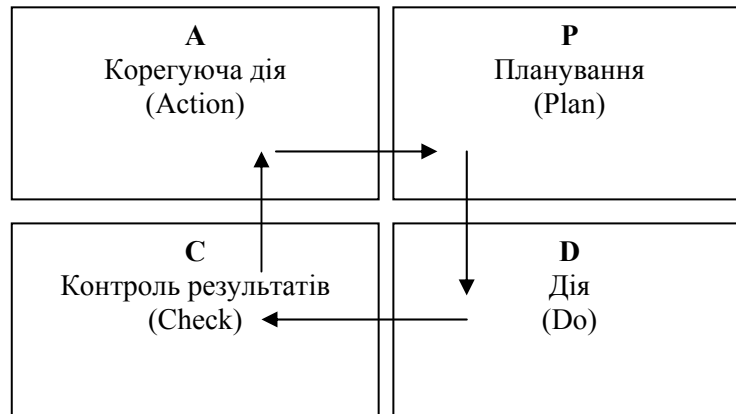 A
Корегуюча дія
(Action)
P
Планування
(Plan)
C
Контроль результатів
(Check)
D
Дія
(Do)